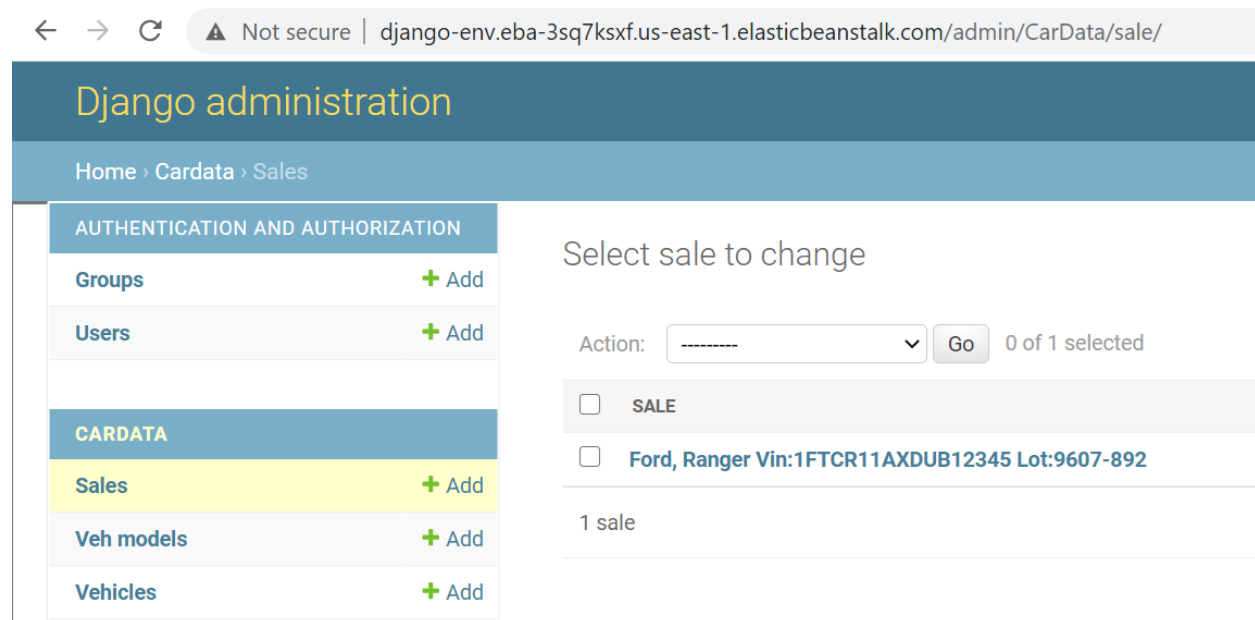 Not secure | django-env.eba-3sq7ksxf.us-east-1.elasticbeanstalk.com/admin/CarData/sale/
Django administration
Home › Cardata › Sales
AUTHENTICATION AND AUTHORIZATION
Groups + Add
Users + Add
CARDATA
Sales + Add
Veh models + Add
Vehicles + Add
Select sale to change
Action: --------- Go 0 of 1 selected
SALE
Ford, Ranger Vin:1FTCR11AXDUB12345 Lot:9607-892
1 sale